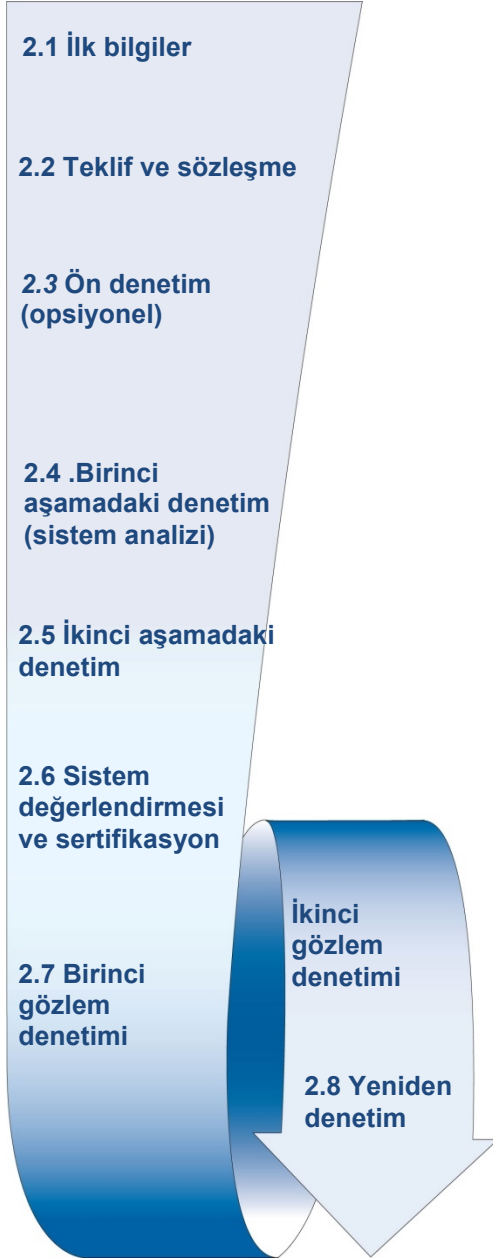 2.1 İlk bilgiler
2.2 Teklif ve sözleşme
2.3 Ön denetim
(opsiyonel)
2.4 .Birinci
aşamadaki denetim
(sistem analizi)
2.5 İkinci aşamadaki
denetim
2.6 Sistem
değerlendirmesi
ve sertifikasyon
2.7 Birinci
gözlem
denetimi
İkinci
gözlem
denetimi
2.8 Yeniden
denetim